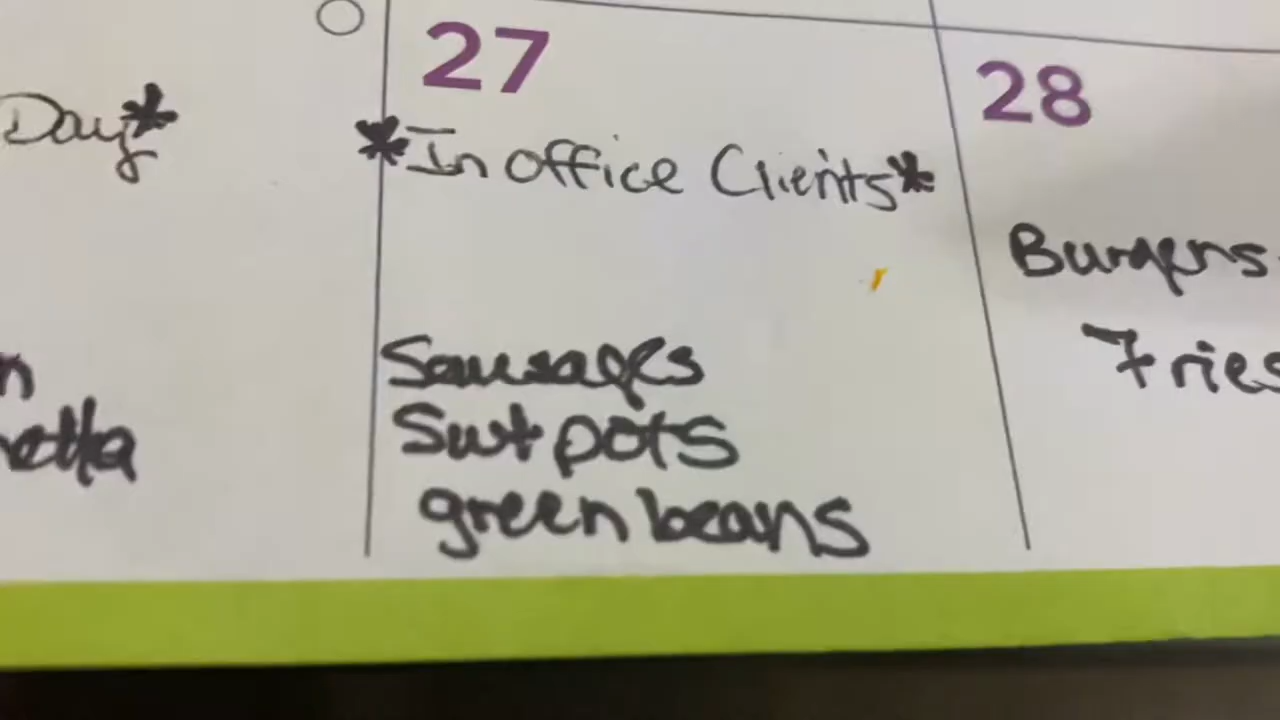 Day*
27
*In office Clients*
Sausages
Swt pots
green beans
28
Burgers
Fries